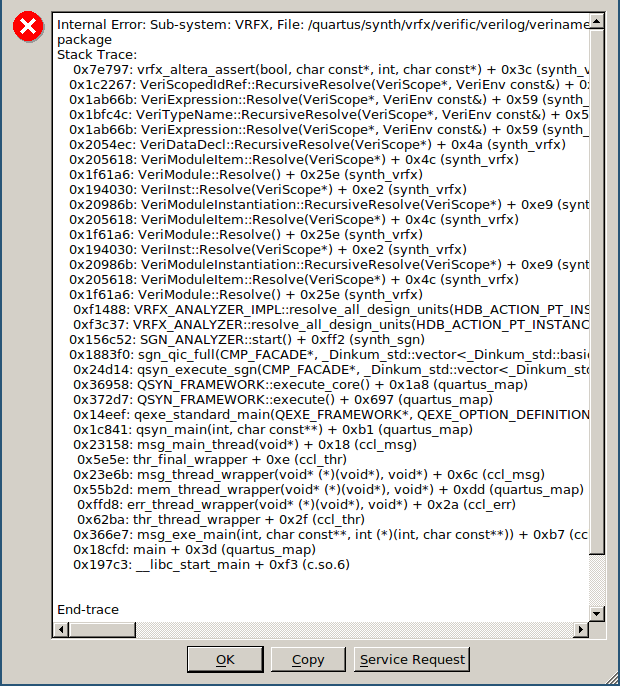 Internal Error: Sub-system: VRFX, File: /quartus/synth/vrfx/verific/verilog/veriname
package
Stack Trace:
0x7e797: vrfx_altera_assert(bool, char const*, int, char const*) + 0x3c (synth_v
0x1c2267: VeriScopedIdRef::RecursiveResolve(VeriScope*, VeriEnv const&) + 0
0x1ab66b: VeriExpression::Resolve(VeriScope*, VeriEnv const&) + 0x59 (synth_
0x1bfc4c: VeriTypeName::RecursiveResolve(VeriScope*, VeriEnv const&) + 0x5
0x1ab66b: VeriExpression::Resolve(VeriScope*, VeriEnv const&) + 0x59 (synth_
0x2054ec: VeriDataDecl::RecursiveResolve(VeriScope*) + 0x4a (synth_vrfx)
0x205618: VeriModuleItem::Resolve(VeriScope*) + 0x4c (synth_vrfx)
0x1f61a6: VeriModule::Resolve() + 0x25e (synth_vrfx)
0x194030: VeriInst::Resolve(VeriScope*) + 0xe2 (synth_vrfx)
0x20986b: VeriModuleInstantiation::RecursiveResolve(VeriScope*) + 0xe9 (synt
0x205618: VeriModuleItem::Resolve(VeriScope*) + 0x4c (synth_vrfx)
0x1f61a6: VeriModule::Resolve() + 0x25e (synth_vrfx)
0x194030: VeriInst::Resolve(VeriScope*) + 0xe2 (synth_vrfx)
0x20986b: VeriModuleInstantiation::RecursiveResolve(VeriScope*) + 0xe9 (synt
0x205618: VeriModuleItem::Resolve(VeriScope*) + 0x4c (synth_vrfx)
0x1f61a6: VeriModule::Resolve() + 0x25e (synth_vrfx)
0xf1488: VRFX_ANALYZER_IMPL::resolve_all_design_units(HDB_ACTION_PT_INS
0xf3c37: VRFX_ANALYZER::resolve_all_design_units(HDB_ACTION_PT_INSTANC
0x156c52: SGN_ANALYZER::start() + 0xff2 (synth_sgn)
0x1883f0: sgn_qic_full(CMP_FACADE*, _Dinkum_std::vector<_Dinkum_std::basi
0x24d14: qsyn_execute_sgn(CMP_FACADE*, _Dinkum_std::vector<_Dinkum_std
0x36958: QSYN_FRAMEWORK::execute_core() + 0x1a8 (quartus_map)
0x372d7: QSYN_FRAMEWORK::execute() + 0x697 (quartus_map)
0x14eef: qexe_standard_main(QEXE_FRAMEWORK*, QEXE_OPTION_DEFINITION
0x1c841: qsyn_main(int, char const**) + 0xb1 (quartus_map)
0x23158: msg_main_thread(void*) + 0x18 (ccl_msg)
0x5e5e: thr_final_wrapper + 0xe (ccl_thr)
0x23e6b: msg_thread_wrapper(void* (*)(void*), void*) + 0x6c (ccl_msg)
0x55b2d: mem_thread_wrapper(void* (*)(void*), void*) + 0xdd (quartus_map)
0xffd8: err_thread_wrapper(void* (*)(void*), void*) + 0x2a (ccl_err)
0x62ba: thr_thread_wrapper + 0x2f (ccl_thr)
0x366e7: msg_exe_main(int, char const**, int (*)(int, char const**)) + 0xb7 (cc
0x18cfd: main + 0x3d (quartus_map)
0x197c3: __libc_start_main + 0xf3 (c.so.6)
End-trace
OK Copy Service Request